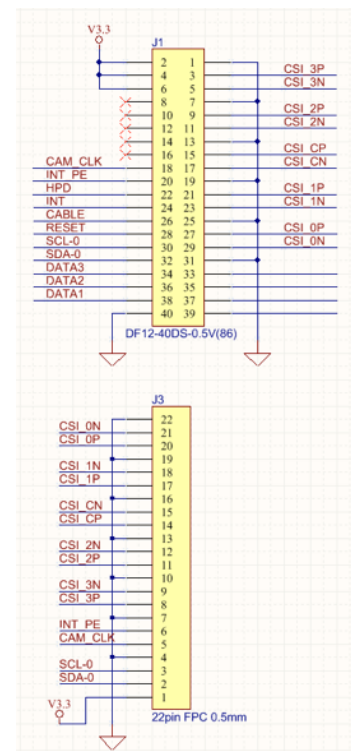 V3.3
J1
2 1
4 3 CSI_3P
6 5 CSI_3N
8 7
10 9 CSI_2P
12 11 CSI_2N
14 13
16 15 CSI_CP
CAM_CLK 18 17 CSI_CN
INT_PE 20 19
HPD 22 21 CSI_1P
INT 24 23 CSI_1N
CABLE 26 25
RESET 28 27 CSI_0P
SCL-0 30 29 CSI_0N
SDA-0 32 31
DATA3 34 33
DATA2 36 35
DATA1 38 37
40 39
DF12-40DS-0.5V(86)
J3
22
CSI_0N 21
CSI_0P 20
19
CSI_1N 18
CSI_1P 17
16
CSI_CN 15
CSI_CP 14
13
CSI_2N 12
CSI_2P 11
10
CSI_3N 9
CSI_3P 8
7
INT_PE 6
CAM_CLK 5
4
SCL-0 3
SDA-0 2
V3.3 1
22pin FPC 0.5mm